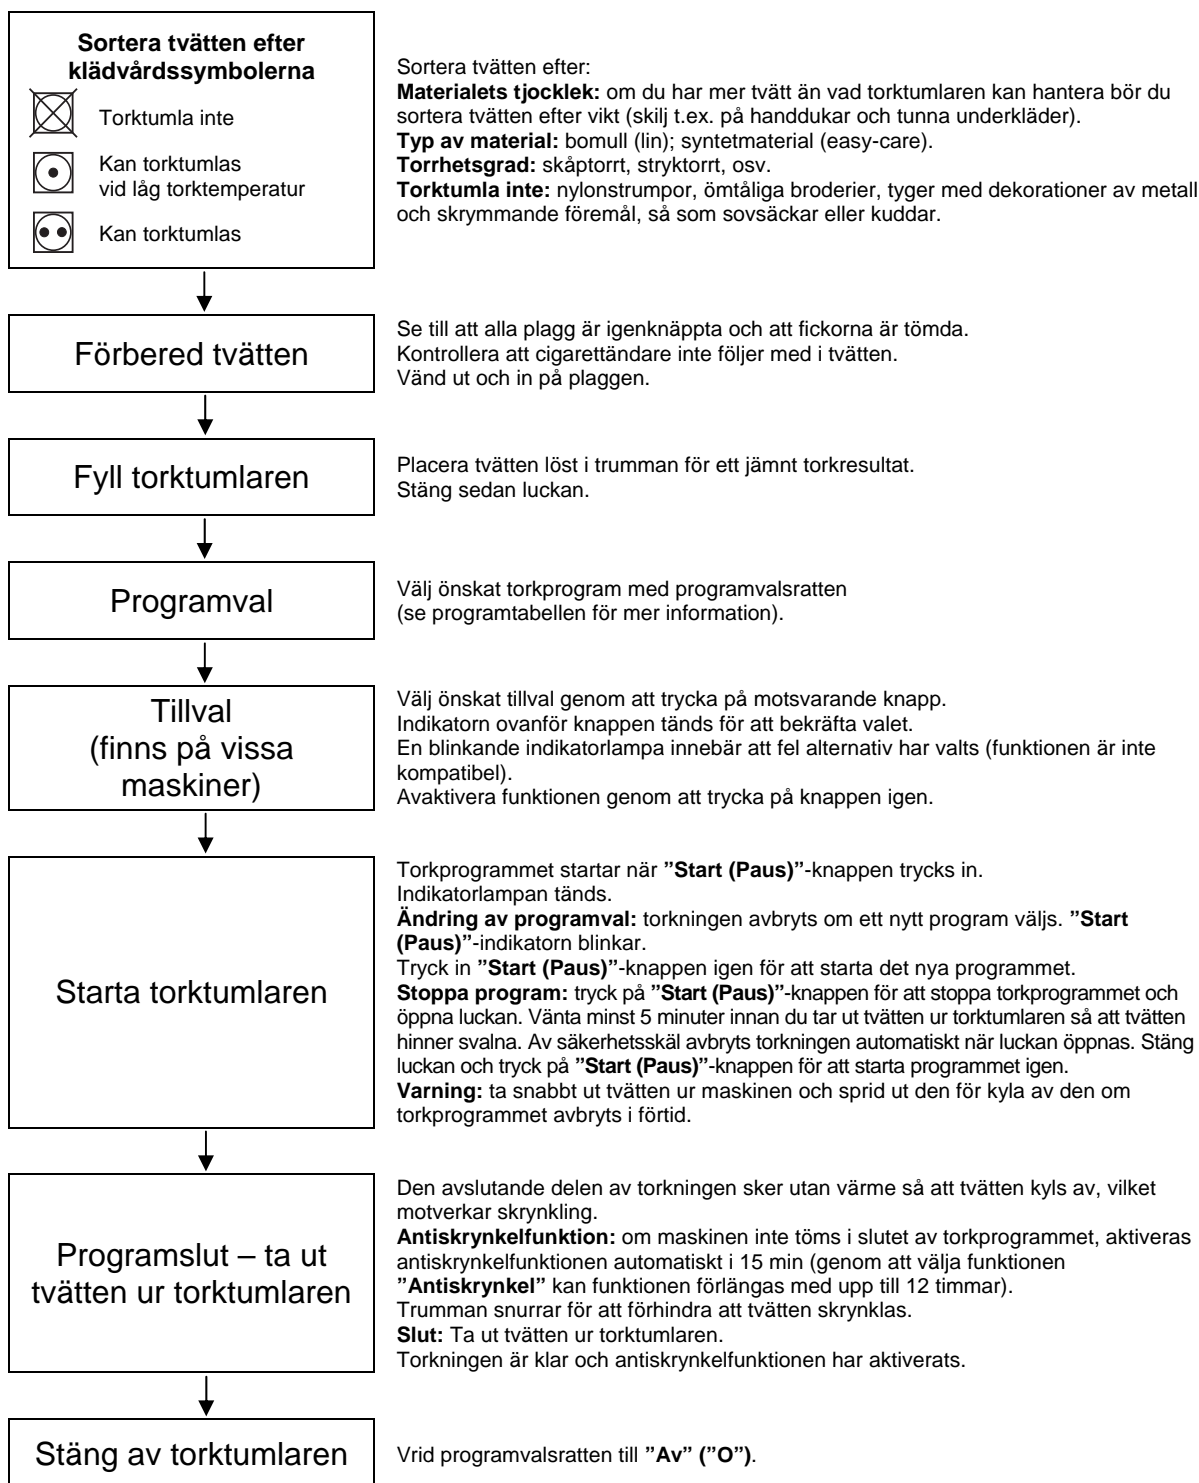 Sortera tvätten efter
klädvårdssymbolerna
Torktumla inte
Kan torktumlas
vid låg torktemperatur
Kan torktumlas
Sortera tvätten efter:
Materialets tjocklek: om du har mer tvätt än vad torktumlaren kan hantera bör du
sortera tvätten efter vikt (skilj t.ex. på handdukar och tunna underkläder).
Typ av material: bomull (lin); syntetmaterial (easy-care).
Torrhetsgrad: skåptorrt, stryktorrt, osv.
Torktumla inte: nylonstrumpor, ömtåliga broderier, tyger med dekorationer av metall
och skrymmande föremål, så som sovsäckar eller kuddar.
Förbered tvätten
Se till att alla plagg är igenknäppta och att fickorna är tömda.
Kontrollera att cigarettändare inte följer med i tvätten.
Vänd ut och in på plaggen.
Fyll torktumlaren
Placera tvätten löst i trumman för ett jämnt torkresultat.
Stäng sedan luckan.
Programval
Välj önskat torkprogram med programvalsratten
(se programtabellen för mer information).
Tillval
(finns på vissa
maskiner)
Välj önskat tillval genom att trycka på motsvarande knapp.
Indikatorn ovanför knappen tänds för att bekräfta valet.
En blinkande indikatorlampa innebär att fel alternativ har valts (funktionen är inte
kompatibel).
Avaktivera funktionen genom att trycka på knappen igen.
Starta torktumlaren
Torkprogrammet startar när ”Start (Paus)”-knappen trycks in.
Indikatorlampan tänds.
Ändring av programval: torkningen avbryts om ett nytt program väljs. ”Start
(Paus)”-indikatorn blinkar.
Tryck in ”Start (Paus)”-knappen igen för att starta det nya programmet.
Stoppa program: tryck på ”Start (Paus)”-knappen för att stoppa torkprogrammet och
öppna luckan. Vänta minst 5 minuter innan du tar ut tvätten ur torktumlaren så att tvätten
hinner svalna. Av säkerhetsskäl avbryts torkningen automatiskt när luckan öppnas. Stäng
luckan och tryck på ”Start (Paus)”-knappen för att starta programmet igen.
Varning: ta snabbt ut tvätten ur maskinen och sprid ut den för kyla av den om
torkprogrammet avbryts i förtid.
Programslut – ta ut
tvätten ur torktumlaren
Den avslutande delen av torkningen sker utan värme så att tvätten kyls av, vilket
motverkar skrynkling.
Antiskrynkelfunktion: om maskinen inte töms i slutet av torkprogrammet, aktiveras
antiskrynkelfunktionen automatiskt i 15 min (genom att välja funktionen
”Antiskrynkel” kan funktionen förlängas med upp till 12 timmar).
Trumman snurrar för att förhindra att tvätten skrynklas.
Slut: Ta ut tvätten ur torktumlaren.
Torkningen är klar och antiskrynkelfunktionen har aktiverats.
Stäng av torktumlaren
Vrid programvalsratten till ”Av” (”O”).